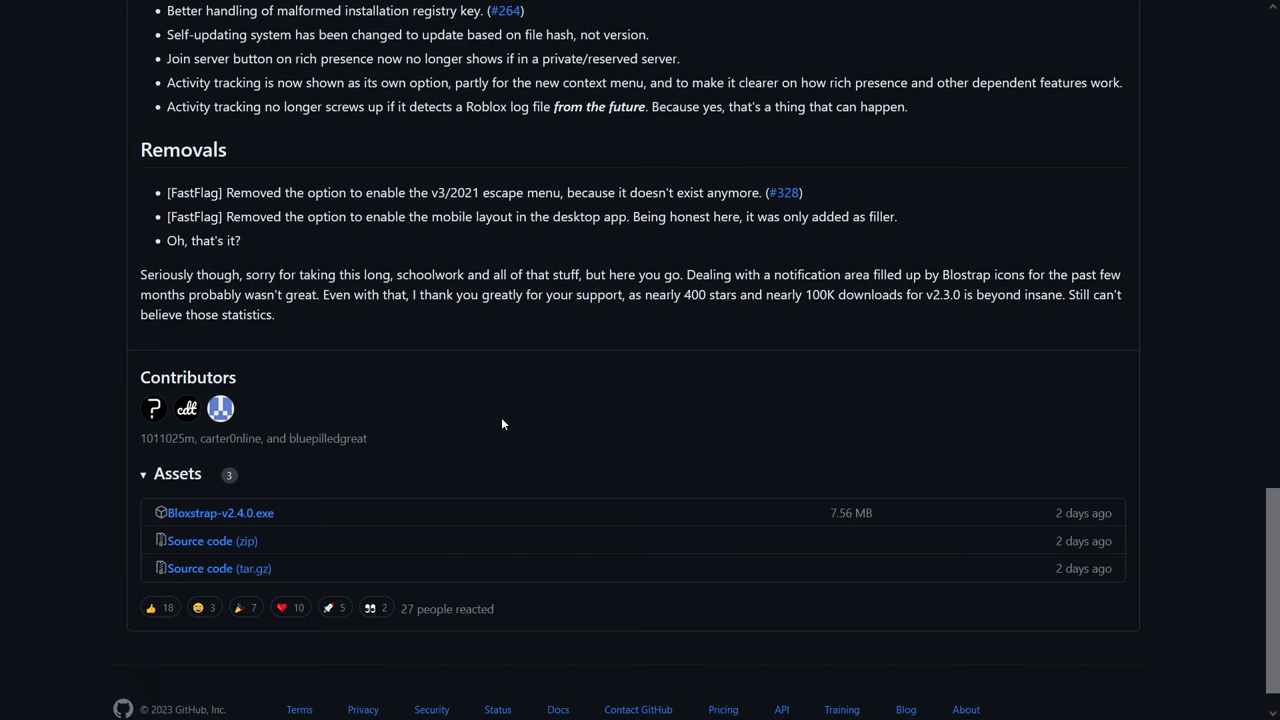 Better handling of malformed installation registry key. (#264)
Self-updating system has been changed to update based on file hash, not version.
Join server button on rich presence now no longer shows if in a private/reserved server.
Activity tracking is now shown as its own option, partly for the new context menu, and to make it clearer on how rich presence and other dependent features work.
Activity tracking no longer screws up if it detects a Roblox log file from the future. Because yes, that's a thing that can happen.
Removals
[FastFlag] Removed the option to enable the v3/2021 escape menu, because it doesn't exist anymore. (#328)
[FastFlag] Removed the option to enable the mobile layout in the desktop app. Being honest here, it was only added as filler.
Oh, that's it?
Seriously though, sorry for taking this long, schoolwork and all of that stuff, but here you go. Dealing with a notification area filled up by Blostrap icons for the past few
months probably wasn't great. Even with that, I thank you greatly for your support, as nearly 400 stars and nearly 100K downloads for v2.3.0 is beyond insane. Still can't
believe those statistics.
Contributors
? cdt
1011025m, carter0nline, and bluepilledgreat
Assets 3
Bloxstrap-v2.4.0.exe 7.56 MB 2 days ago
Source code (zip) 2 days ago
Source code (tar.gz) 2 days ago
18 3 7 10 5 2 27 people reacted
© 2023 GitHub, Inc. Terms Privacy Security Status Docs Contact GitHub Pricing API Training Blog About